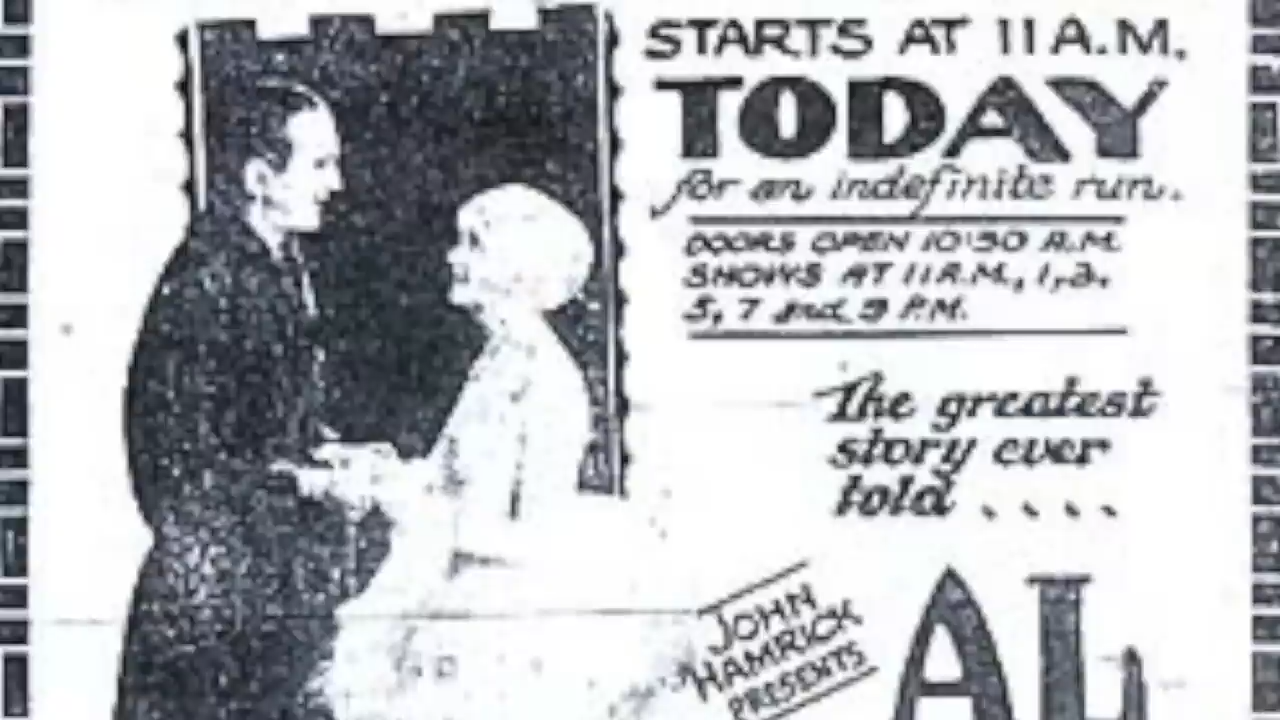 STARTS AT 11 A.M.
TODAY
for an indefinite run.
DOORS OPEN 10:30 A.M.
SHOWS AT 11 A.M., 1, 3,
5, 7 and 9 P.M.
The greatest
story ever
told ....
JOHN
HAMRICK
PRESENTS
AL